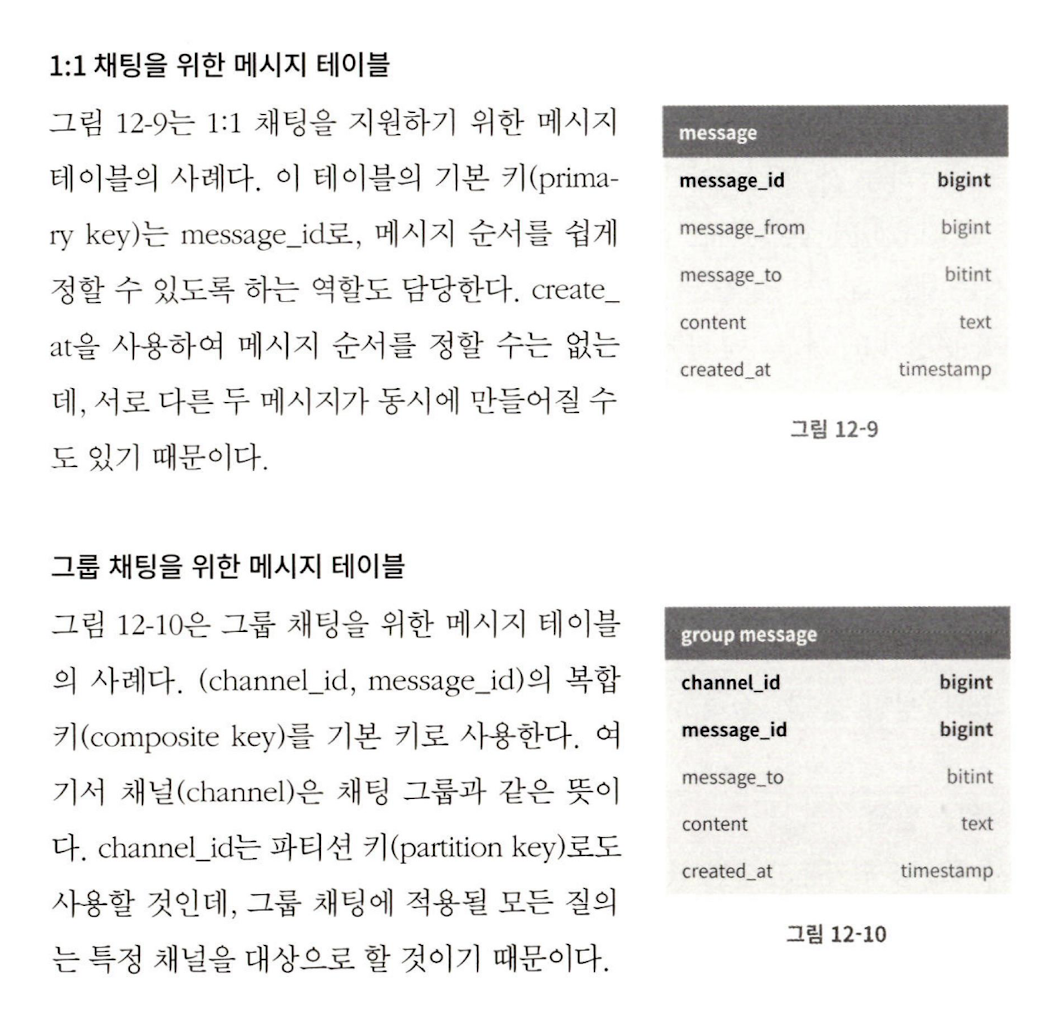 1:1 채팅을 위한 메시지 테이블
그림 12-9는 1:1 채팅을 지원하기 위한 메시지
테이블의 사례다. 이 테이블의 기본 키(prima-
ry key)는 message_id로, 메시지 순서를 쉽게
정할 수 있도록 하는 역할도 담당한다. create_
at을 사용하여 메시지 순서를 정할 수는 없는
데, 서로 다른 두 메시지가 동시에 만들어질 수
도 있기 때문이다.
message
message_id bigint
message_from bigint
message_to bitint
content text
created_at timestamp
그림 12-9
그룹 채팅을 위한 메시지 테이블
그림 12-10은 그룹 채팅을 위한 메시지 테이블
의 사례다. (channel_id, message_id)의 복합
키(composite key)를 기본 키로 사용한다. 여
기서 채널(channel)은 채팅 그룹과 같은 뜻이
다. channel_id는 파티션 키(partition key)로도
사용할 것인데, 그룹 채팅에 적용될 모든 질의
는 특정 채널을 대상으로 할 것이기 때문이다.
group message
channel_id bigint
message_id bigint
message_to bitint
content text
created_at timestamp
그림 12-10